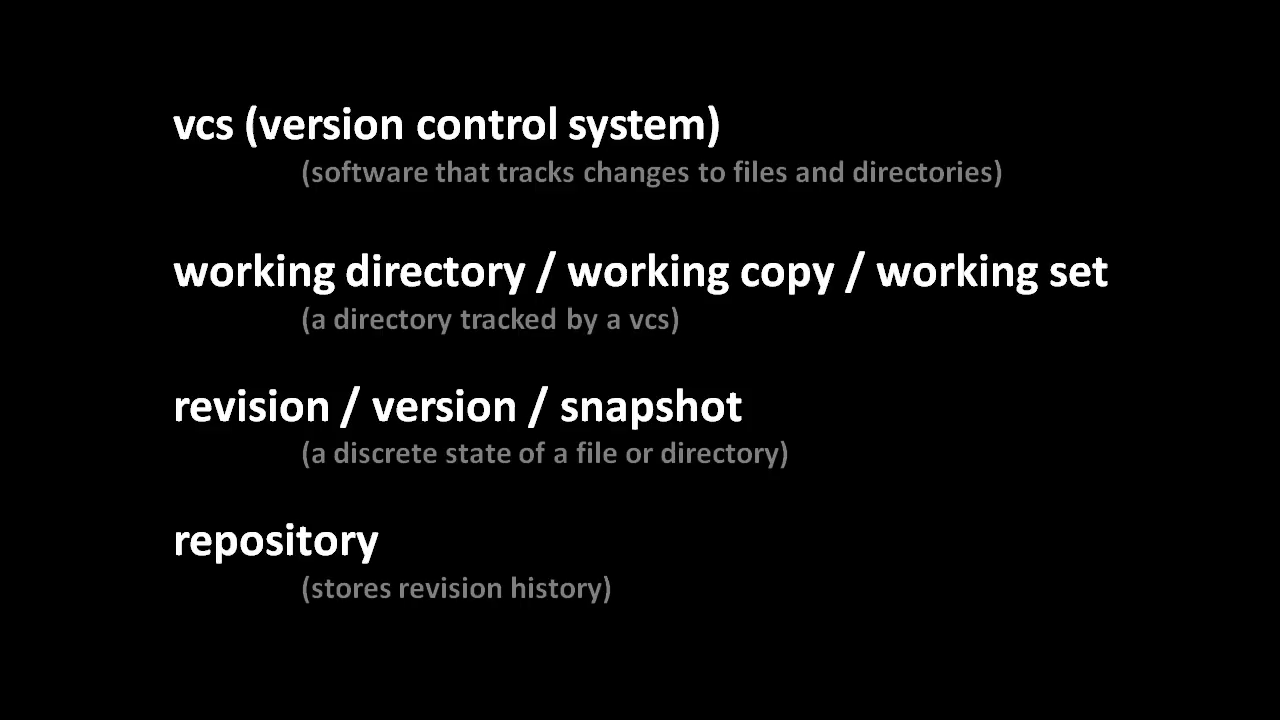 vcs (version control system)
(software that tracks changes to files and directories)
working directory / working copy / working set
(a directory tracked by a vcs)
revision / version / snapshot
(a discrete state of a file or directory)
repository
(stores revision history)